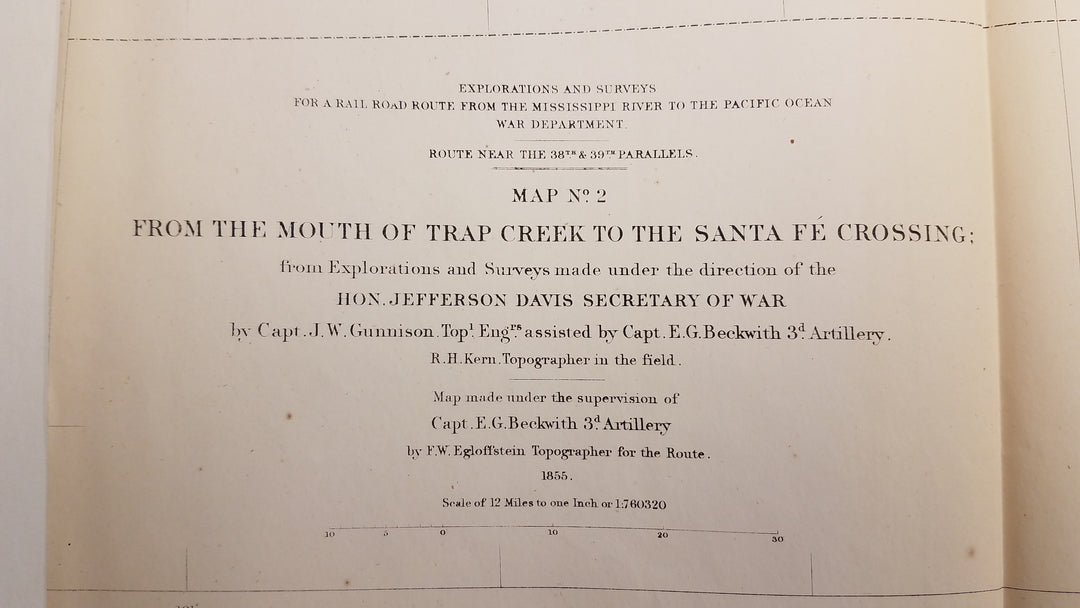 EXPLORATIONS AND SURVEYS
FOR A RAIL ROAD ROUTE FROM THE MISSISSIPPI RIVER TO THE PACIFIC OCEAN
WAR DEPARTMENT.
ROUTE NEAR THE 38TH & 39TH PARALLELS.
MAP No. 2
FROM THE MOUTH OF TRAP CREEK TO THE SANTA FÉ CROSSING;
from Explorations and Surveys made under the direction of the
HON. JEFFERSON DAVIS SECRETARY OF WAR
by Capt. J. W. Gunnison. Topl. Engrs. assisted by Capt. E.G. Beckwith 3d. Artillery.
R.H. Kern. Topographer in the field.
Map made under the supervision of
Capt. E.G. Beckwith 3d. Artillery
by F.W. Egloffstein Topographer for the Route.
1855.
Scale of 12 Miles to one Inch or 1:760320
10 5 0 10 20 30